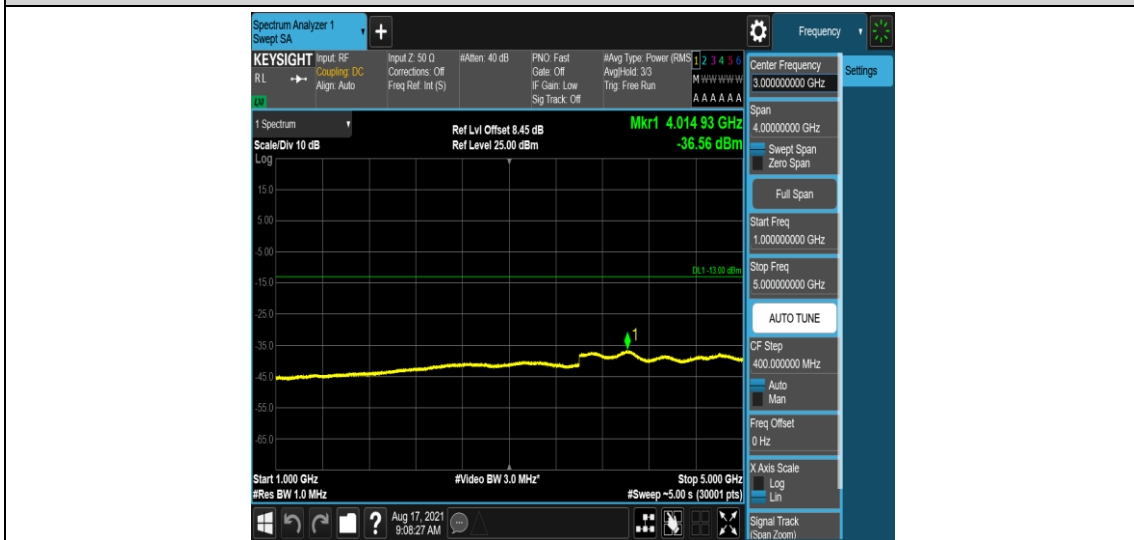 Spectrum Analyzer 1
Swept SA
+
Frequency
KEYSIGHT
RL
LXI
Input: RF
Coupling: DC
Align: Auto
Input Z: 50 Ω
Corrections: Off
Freq Ref: Int (S)
#Atten: 40 dB
PNO: Fast
Gate: Off
IF Gain: Low
Sig Track: Off
#Avg Type: Power (RMS
Avg|Hold: 3/3
Trig: Free Run
1 2 3 4 5 6
M W W W W W
A A A A A A
1 Spectrum
Scale/Div 10 dB
Ref Lvl Offset 8.45 dB
Ref Level 25.00 dBm
Mkr1 4.014 93 GHz
-36.56 dBm
Log
15.0
5.00
-5.00
-15.0
-25.0
-35.0
-45.0
-55.0
-65.0
DL1 -13.00 dBm
1
Start 1.000 GHz
#Res BW 1.0 MHz
#Video BW 3.0 MHz*
Stop 5.000 GHz
#Sweep ~5.00 s (30001 pts)
?
Aug 17, 2021
9:08:27 AM
Center Frequency
3.000000000 GHz
Settings
Span
4.00000000 GHz
Swept Span
Zero Span
Full Span
Start Freq
1.000000000 GHz
Stop Freq
5.000000000 GHz
AUTO TUNE
CF Step
400.000000 MHz
Auto
Man
Freq Offset
0 Hz
X Axis Scale
Log
Lin
Signal Track
(Span Zoom)